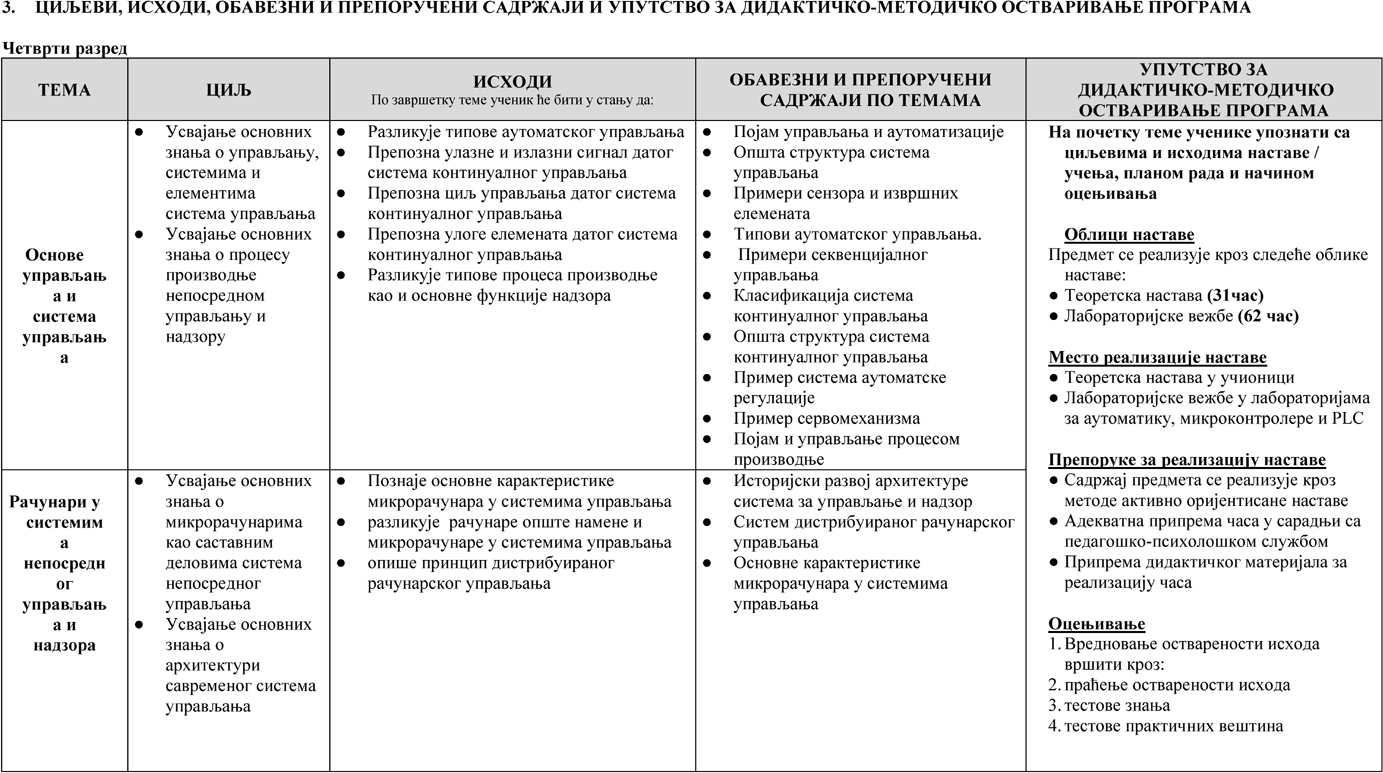 3. ЦИЉЕВИ, ИСХОДИ, ОБАВЕЗНИ И ПРЕПОРУЧЕНИ САДРЖАЈИ И УПУТСТВО ЗА ДИДАКТИЧКО-МЕТОДИЧКО ОСТВАРИВАЊЕ ПРОГРАМА
Четврти разред
ТЕМА
ЦИЉ
ИСХОДИ
По завршетку теме ученик ће бити у стању да:
ОБАВЕЗНИ И ПРЕПОРУЧЕНИ
САДРЖАЈИ ПО ТЕМАМА
УПУТСТВО ЗА
ДИДАКТИЧКО-МЕТОДИЧКО
ОСТВАРИВАЊЕ ПРОГРАМА
Основе
управљањ
а и
система
управљањ
а
● Усвајање основних
знања о управљању,
системима и
елементима
система управљања
● Усвајање основних
знања о процесу
производње
непосредном
управљању и
надзору
● Разликује типове аутоматског управљања
● Препозна улазне и излазни сигнал датог
система континуалног управљања
● Препозна циљ управљања датог система
континуалног управљања
● Препозна улоге елемената датог система
континуалног управљања
● Разликује типове процеса производње
као и основне функције надзора
● Појам управљања и аутоматизације
● Општа структура система
управљања
● Примери сензора и извршних
елемената
● Типови аутоматског управљања.
● Примери секвенцијалног
управљања
● Класификација система
континуалног управљања
● Општа структура система
континуалног управљања
● Пример система аутоматске
регулације
● Пример сервомеханизма
● Појам и управљање процесом
производње
На почетку теме ученике упознати са
циљевима и исходима наставе /
учења, планом рада и начином
оцењивања
Облици наставе
Предмет се реализује кроз следеће облике
наставе:
● Теоретска настава (31час)
● Лабораторијске вежбе (62 час)
Место реализације наставе
● Теоретска настава у учионици
● Лабораторијске вежбе у лабораторијама
за аутоматику, микроконтролере и PLC
Препоруке за реализацију наставе
● Садржај предмета се реализује кроз
методе активно оријентисане наставе
● Адекватна припрема часа у сарадњи са
педагошко-психолошком службом
● Припрема дидактичког материјала за
реализацију часа
Оцењивање
1. Вредновање остварености исхода
вршити кроз:
2. праћење остварености исхода
3. тестове знања
4. тестове практичних вештина
Рачунари у
системим
а
непосредн
ог
управљањ
а и
надзора
● Усвајање основних
знања о
микрорачунарима
као саставним
деловима система
непосредног
управљања
● Усвајање основних
знања о
архитектури
савременог система
управљања
● Познаје основне карактеристике
микрорачунара у системима управљања
● разликује рачунаре опште намене и
микрорачунаре у системима управљања
● опише принцип дистрибуираног
рачунарског управљања
● Историјски развој архитектуре
система за управљање и надзор
● Систем дистрибуираног рачунарског
управљања
● Основне карактеристике
микрорачунара у системима
управљања